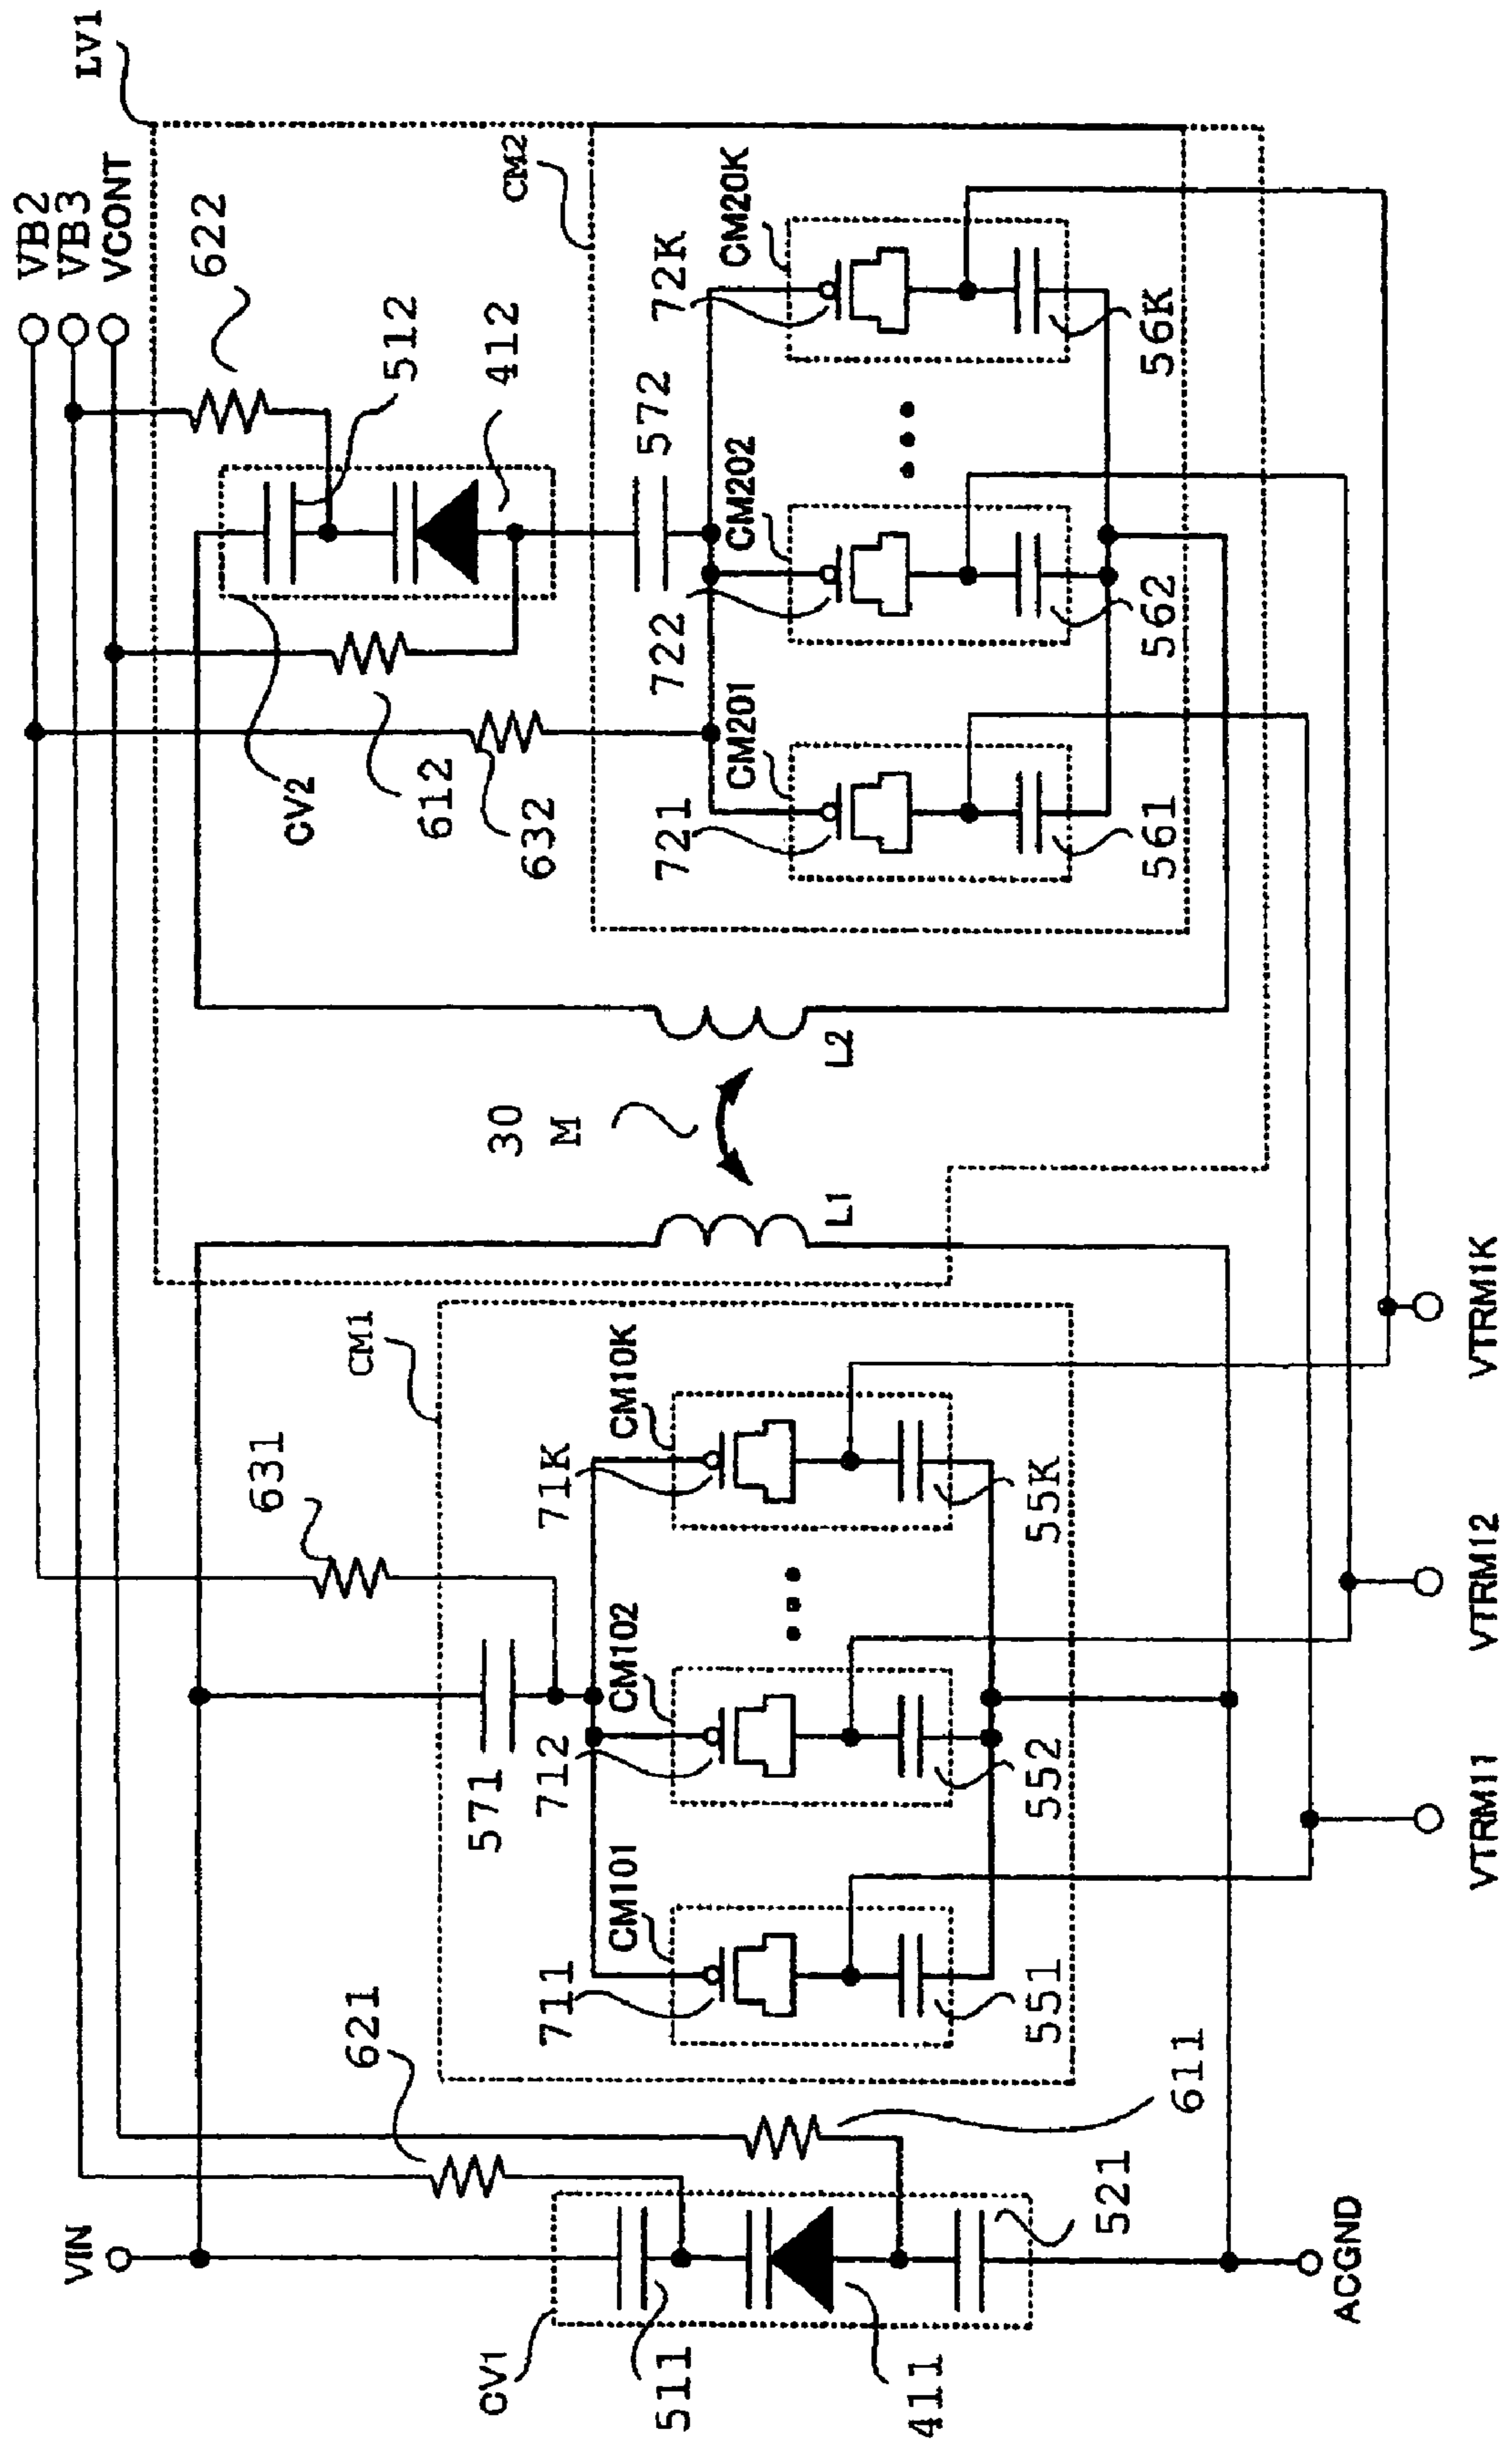 LV1
VB2
VB3
VCONT
622
512
412
CV2
612
632
572
CM2
72K
CM20K
56K
722
CM202
562
721
CM201
561
L2
30
M
L1
CM1
631
71K
CM10K
55K
571
712
CM102
552
711
CM101
551
621
611
VIN
CV1
511
411
521
ACGND
VTRM11
VTRM12
VTRM1K